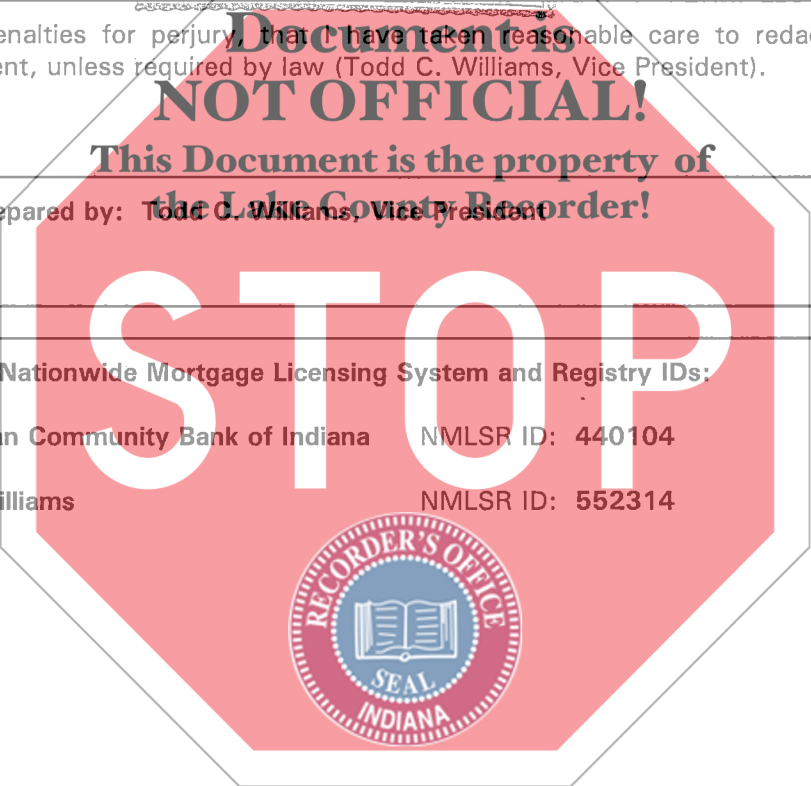 Document is
enalties for perjury, that I have taken reasonable care to redac
ent, unless required by law (Todd C. Williams, Vice President).
NOT OFFICIAL!
This Document is the property of
the Lake County Recorder!
epared by: Todd C. Williams, Vice President
STOP
Nationwide Mortgage Licensing System and Registry IDs:
an Community Bank of Indiana NMLSR ID: 440104
illiams NMLSR ID: 552314
RECORDER'S OFFICE
SEAL
INDIANA